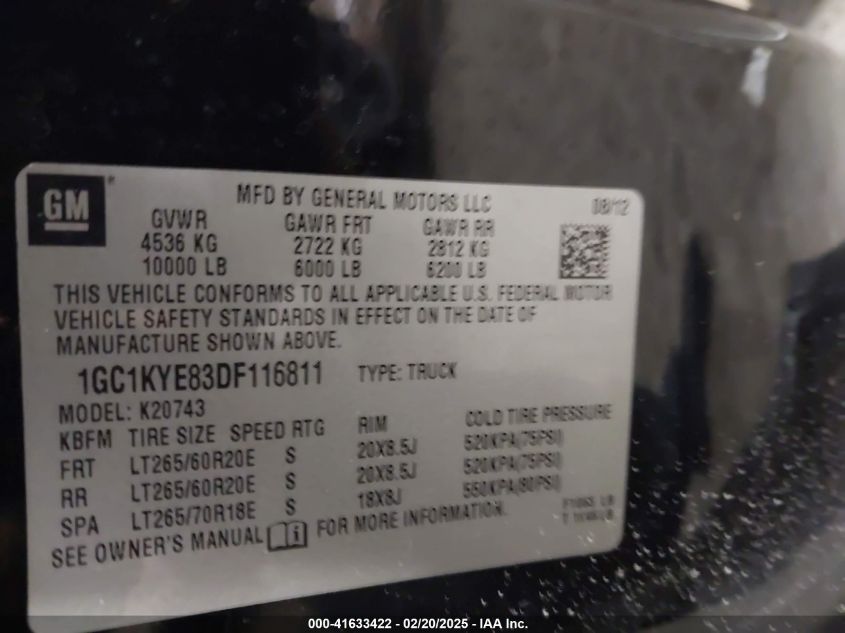 GM
MFD BY GENERAL MOTORS LLC 08/12
GVWR GAWR FRT GAWR RR
4536 KG 2722 KG 2812 KG
10000 LB 6000 LB 6200 LB
THIS VEHICLE CONFORMS TO ALL APPLICABLE U.S. FEDERAL MOTOR
VEHICLE SAFETY STANDARDS IN EFFECT ON THE DATE OF
MANUFACTURE SHOWN ABOVE.
1GC1KYE83DF116811 TYPE: TRUCK
MODEL: K20743
KBFM TIRE SIZE SPEED RTG RIM COLD TIRE PRESSURE
FRT LT265/60R20E S 20X8.5J 520KPA(75PSI)
RR LT265/60R20E S 20X8.5J 520KPA(75PSI)
SPA LT265/70R18E S 18X8J 550KPA(80PSI)
SEE OWNER'S MANUAL FOR MORE INFORMATION.
000-41633422 - 02/20/2025 - IAA Inc.